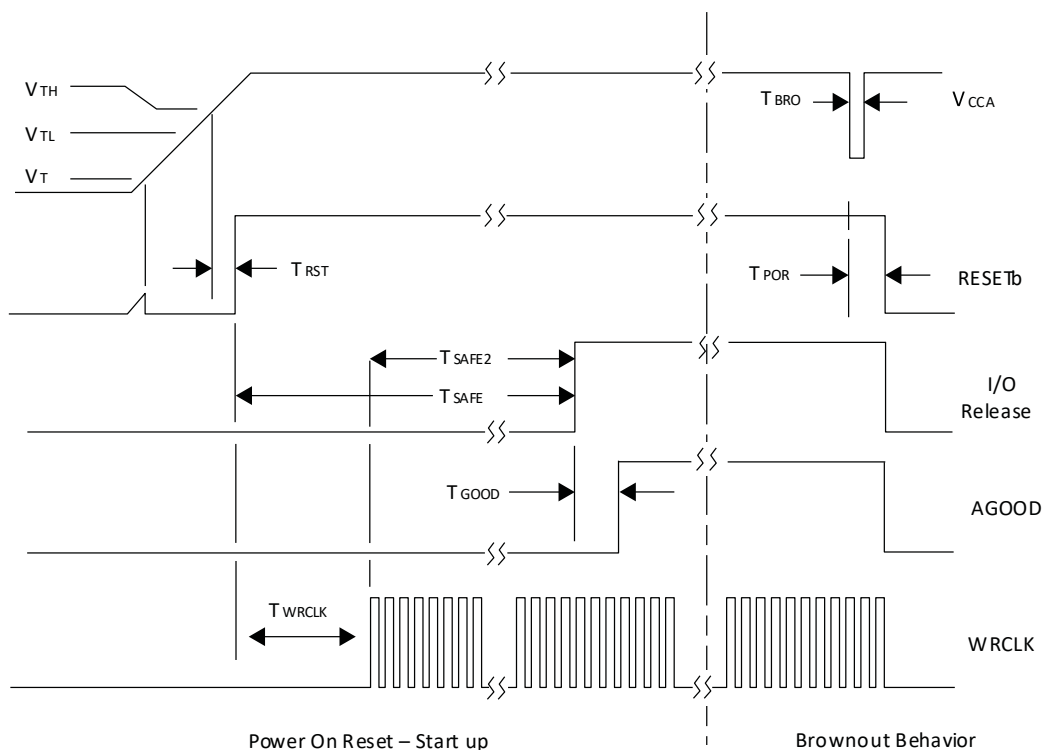 VTH
TBRO
VCCA
VTL
VT
TRST
TPOR
RESETb
TSAFE2
TSAFE
I/O
Release
TGOOD
AGOOD
TWRCLK
WRCLK
Power On Reset – Start up
Brownout Behavior